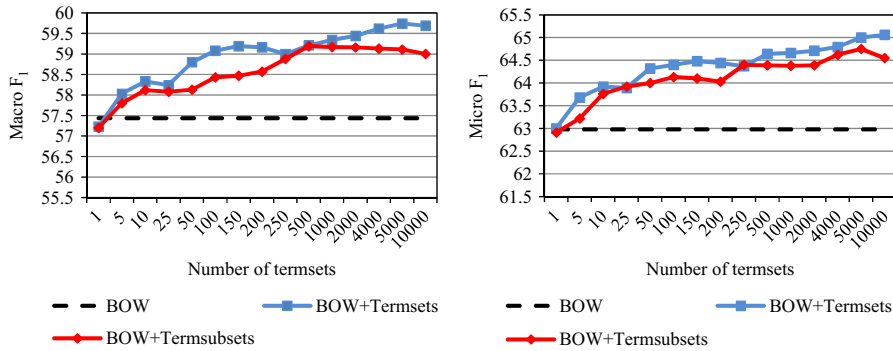 60
59.5
59
58.5
58
57.5
57
56.5
56
55.5
Macro F1
1 5 10 25 50 100 150 200 250 500 1000 2000 4000 5000 10000
Number of termsets
BOW BOW+Termsets
BOW+Termsubsets
65.5
65
64.5
64
63.5
63
62.5
62
61.5
Micro F1
1 5 10 25 50 100 150 200 250 500 1000 2000 4000 5000 10000
Number of termsets
BOW BOW+Termsets
BOW+Termsubsets